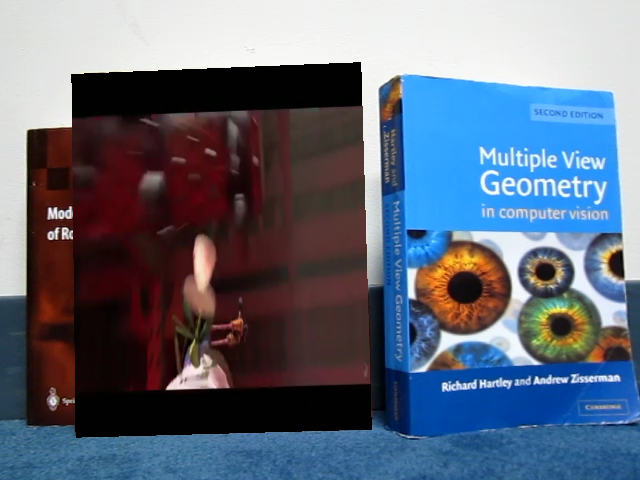 Mod
of Ro
SECOND EDITION
Multiple View
Geometry
in computer vision
Richard Hartley and Andrew Zisserman
CAMBRIDGE
Hartley and
Zisserman
Multiple View Geometry